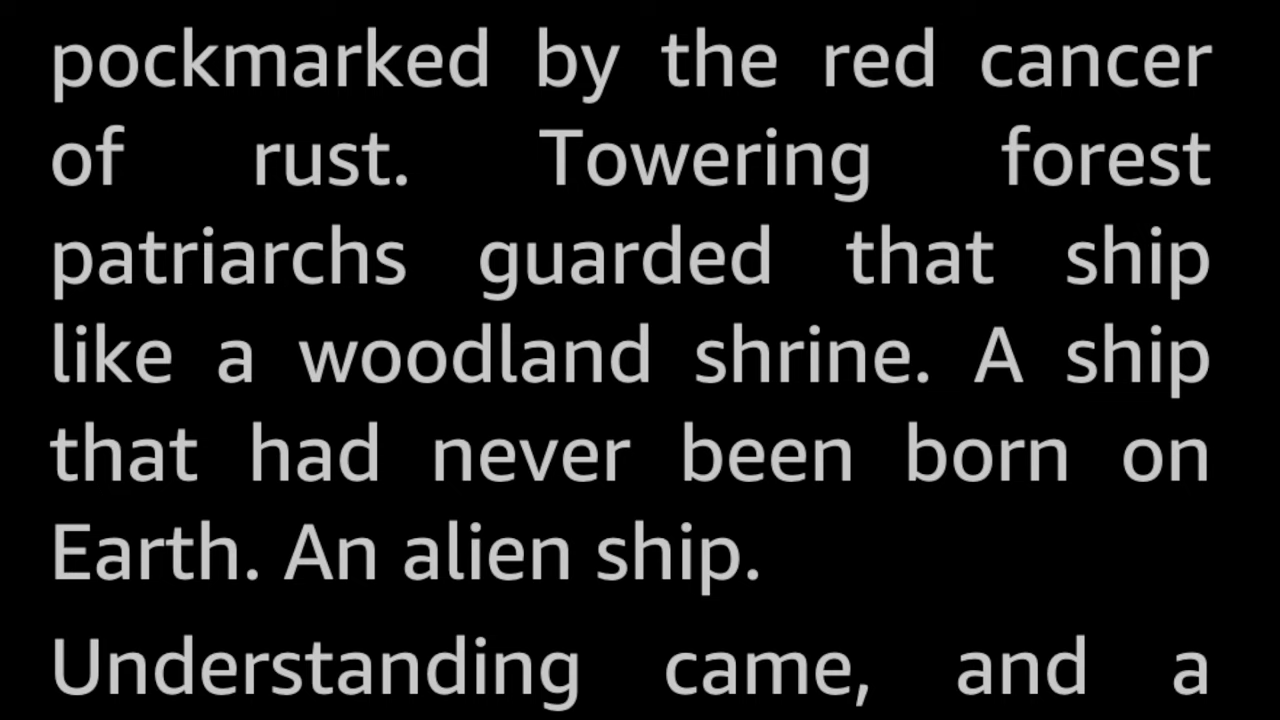 pockmarked by the red cancer
of rust. Towering forest
patriarchs guarded that ship
like a woodland shrine. A ship
that had never been born on
Earth. An alien ship.
Understanding came, and a